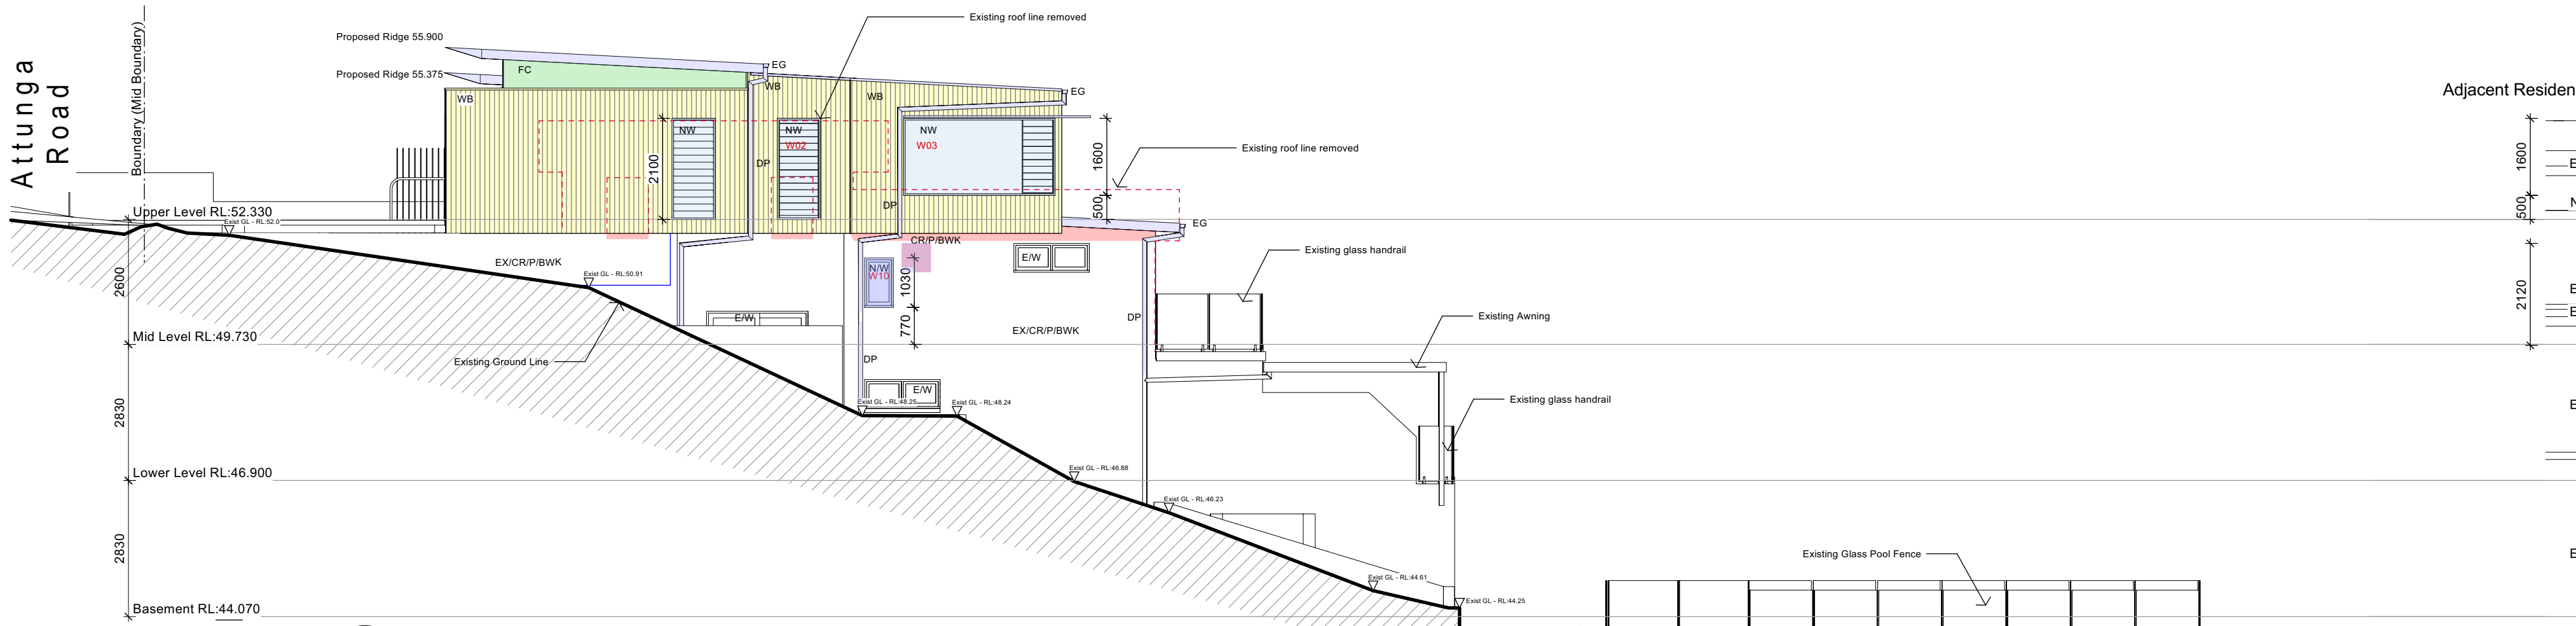 Attunga
Road
Boundary (Mid Boundary)
Existing roof line removed
Proposed Ridge 55.900
Proposed Ridge 55.375
FC
EG
WB
WB
WB
EG
Adjacent Residen
NW
NW
W02
NW
W03
2100
DP
1600
500
Existing roof line removed
1600
500
DP
EG
Upper Level RL:52.330
Exist GL - RL:52.0
EX/CR/P/BWK
Exist GL - RL:50.91
CR/P/BWK
N/W
W10
1030
770
E/W
Existing glass handrail
2600
E/W
EX/CR/P/BWK
DP
Existing Awning
2120
Mid Level RL:49.730
Existing Ground Line
DP
E/W
Exist GL - RL:48.25
Exist GL - RL:48.24
Existing glass handrail
2830
Lower Level RL:46.900
Exist GL - RL:46.88
Exist GL - RL:46.23
2830
Existing Glass Pool Fence
Exist GL - RL:44.61
Exist GL - RL:44.25
Basement RL:44.070